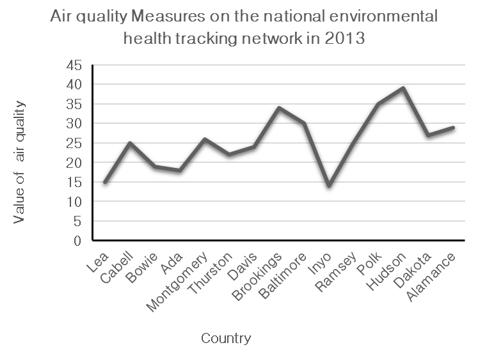 Air quality Measures on the national environmental
health tracking network in 2013
45
40
35
30
25
20
15
10
5
0
Value of air quality
Lea
Cabell
Bowie
Ada
Montgomery
Thurston
Davis
Brookings
Baltimore
Inyo
Ramsey
Polk
Hudson
Dakota
Alamance
Country